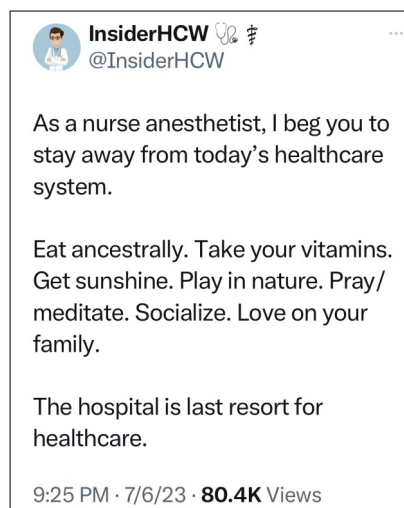 InsiderHCW 🩺⚕️
@InsiderHCW
As a nurse anesthetist, I beg you to
stay away from today’s healthcare
system.
Eat ancestrally. Take your vitamins.
Get sunshine. Play in nature. Pray/
meditate. Socialize. Love on your
family.
The hospital is last resort for
healthcare.
9:25 PM · 7/6/23 · 80.4K Views